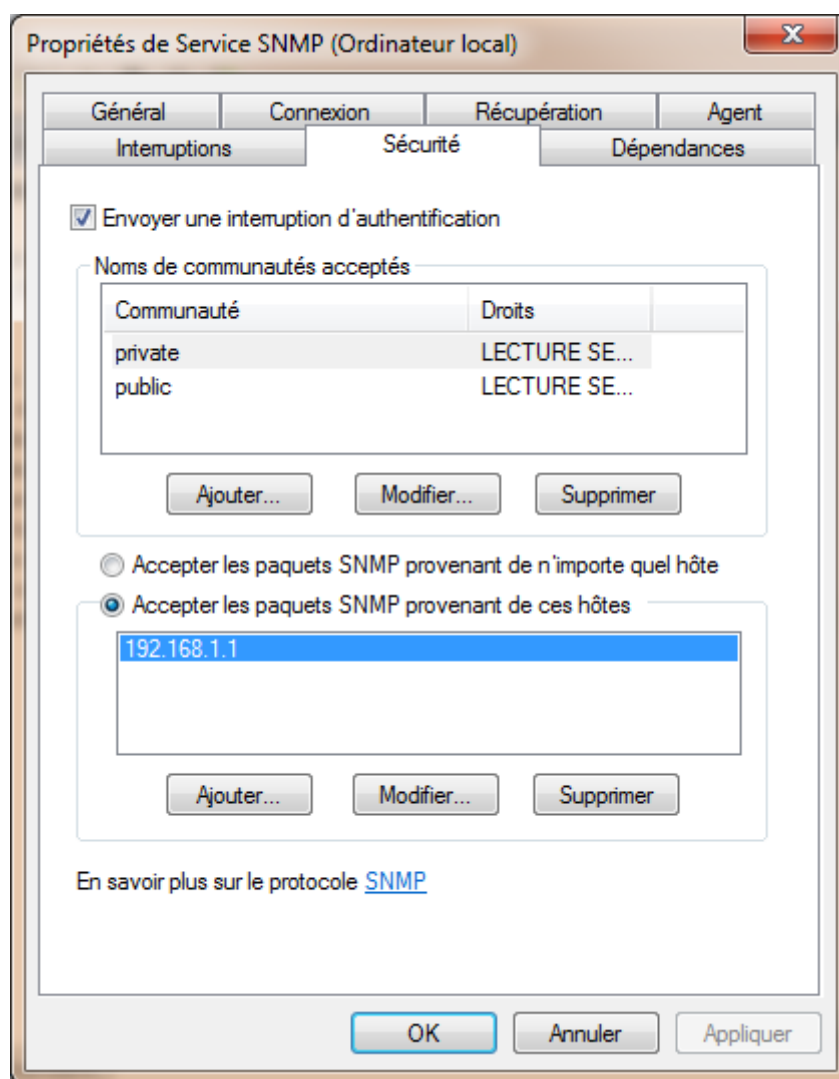 Propriétés de Service SNMP (Ordinateur local)
Général Connexion Récupération Agent
Interruptions Sécurité Dépendances
Envoyer une interruption d'authentification
Noms de communautés acceptés
Communauté Droits
private LECTURE SE...
public LECTURE SE...
Ajouter... Modifier... Supprimer
Accepter les paquets SNMP provenant de n'importe quel hôte
Accepter les paquets SNMP provenant de ces hôtes
192.168.1.1
Ajouter... Modifier... Supprimer
En savoir plus sur le protocole SNMP
OK Annuler Appliquer